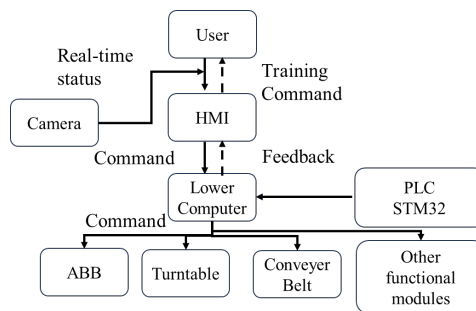 User
Real-time
status
Training
Command
Camera
HMI
Command
Feedback
Lower
Computer
PLC
STM32
Command
ABB
Turntable
Conveyer
Belt
Other
functional
modules